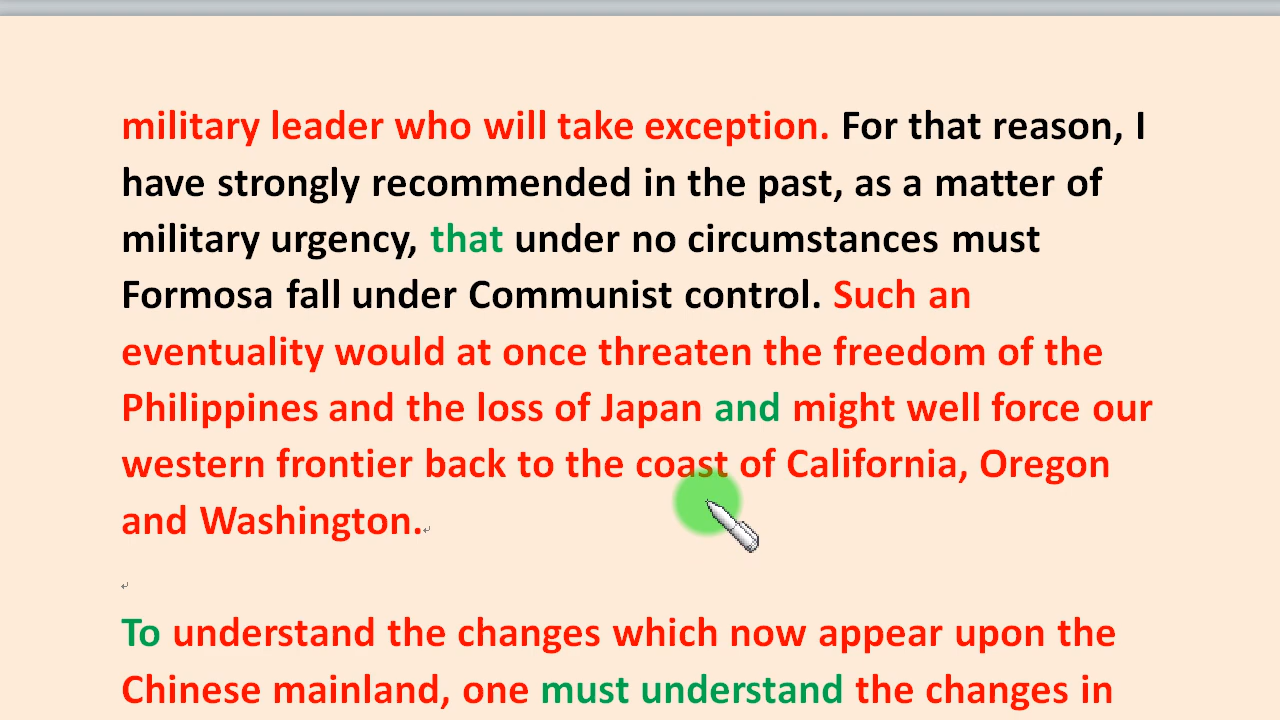 military leader who will take exception. For that reason, I
have strongly recommended in the past, as a matter of
military urgency, that under no circumstances must
Formosa fall under Communist control. Such an
eventuality would at once threaten the freedom of the
Philippines and the loss of Japan and might well force our
western frontier back to the coast of California, Oregon
and Washington.
To understand the changes which now appear upon the
Chinese mainland, one must understand the changes in